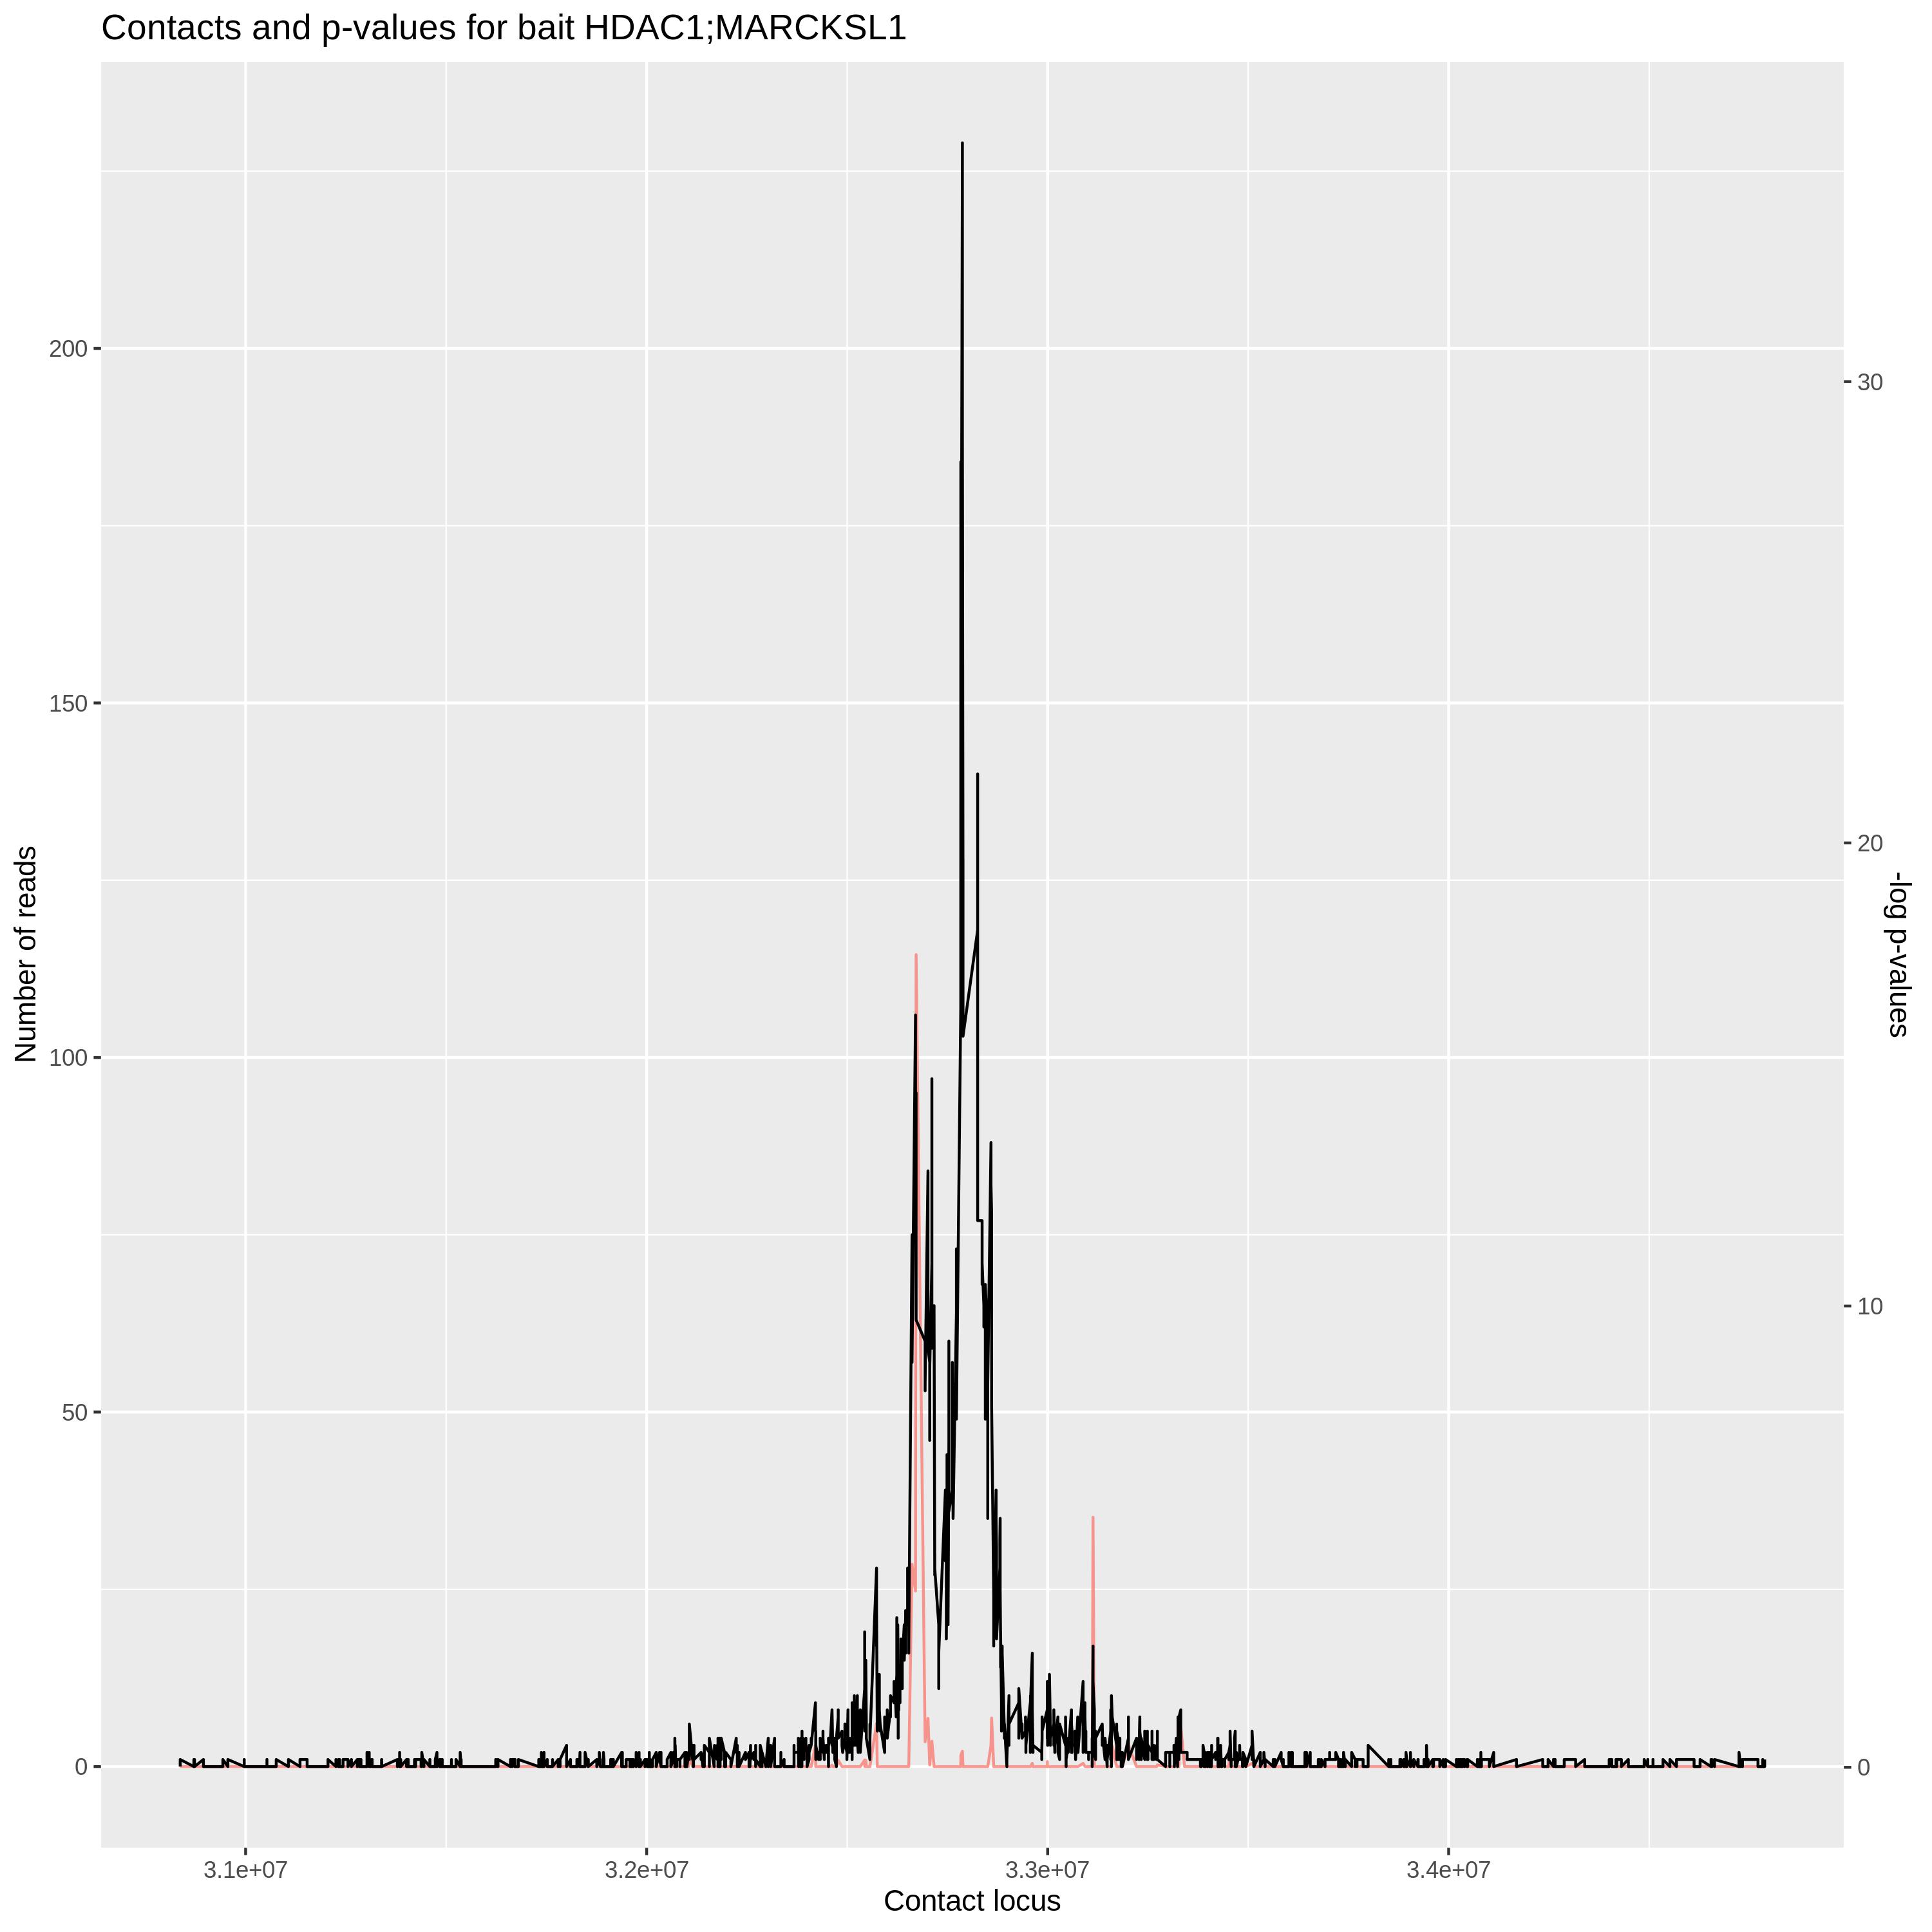 Contacts and p-values for bait HDAC1;MARCKSL1
Number of reads
200
150
100
50
0
30
20
10
0
-log p-values
3.1e+07
3.2e+07
3.3e+07
3.4e+07
Contact locus